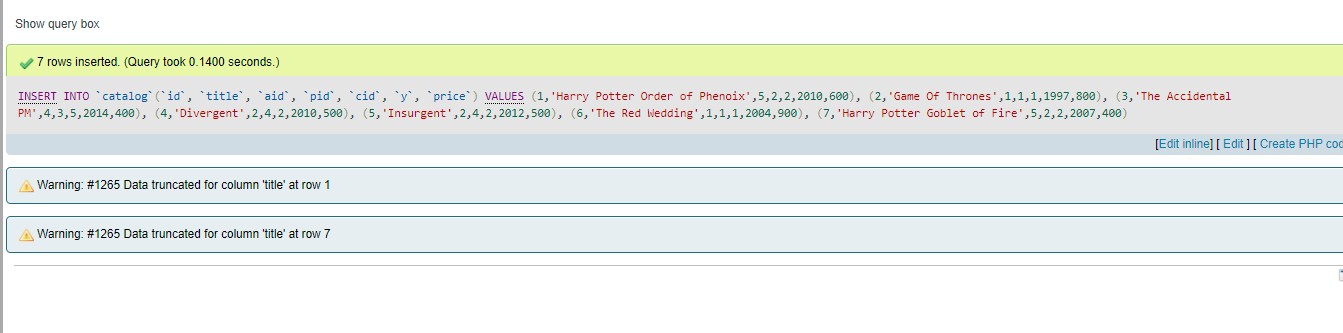 Show query box
7 rows inserted. (Query took 0.1400 seconds.)
INSERT INTO `catalog`(`id`, `title`, `aid`, `pid`, `cid`, `y`, `price`) VALUES (1,'Harry Potter Order of Phenoix',5,2,2,2010,600), (2,'Game Of Thrones',1,1,1,1997,800), (3,'The Accidental
PM',4,3,5,2014,400), (4,'Divergent',2,4,2,2010,500), (5,'Insurgent',2,4,2,2012,500), (6,'The Red Wedding',1,1,1,2004,900), (7,'Harry Potter Goblet of Fire',5,2,2,2007,400)
[Edit inline] [ Edit ] [ Create PHP cod
Warning: #1265 Data truncated for column 'title' at row 1
Warning: #1265 Data truncated for column 'title' at row 7